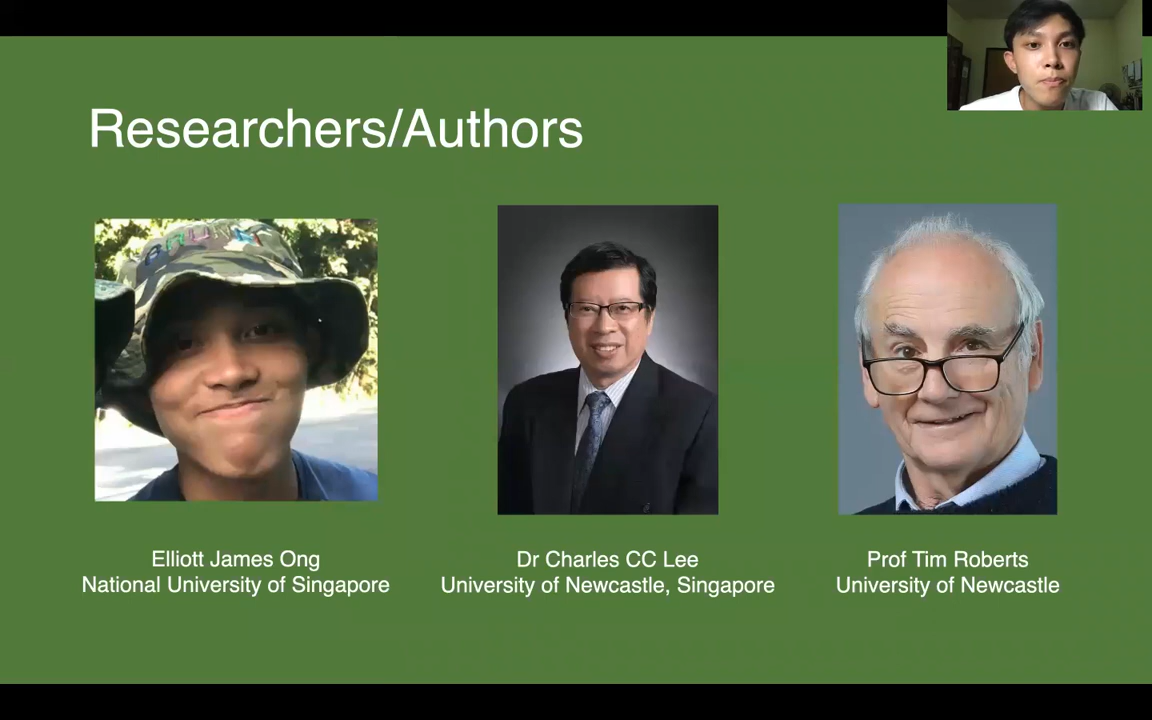 Researchers/Authors
Elliott James Ong
National University of Singapore
Dr Charles CC Lee
University of Newcastle, Singapore
Prof Tim Roberts
University of Newcastle